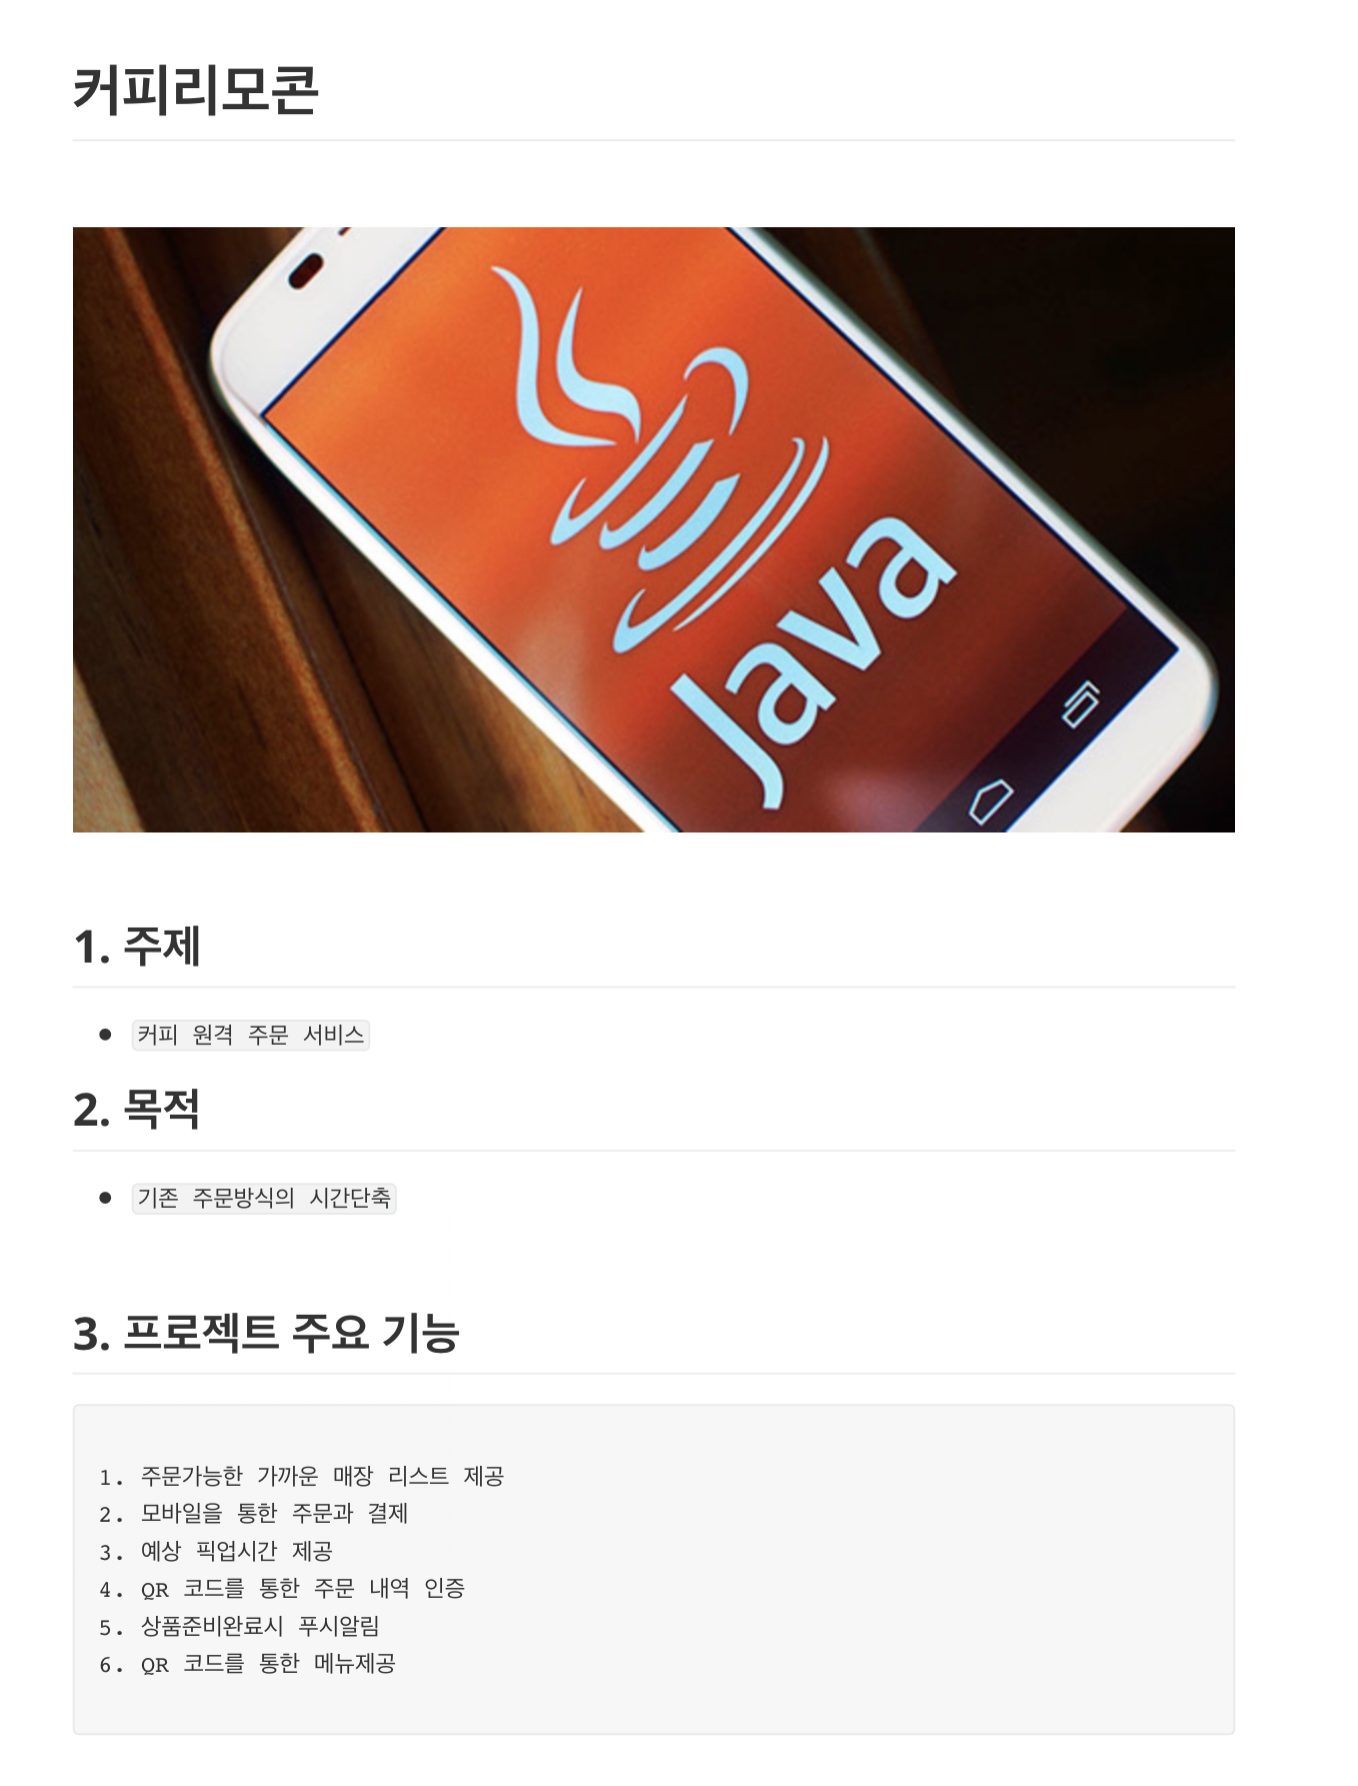 커피리모콘
Java
1. 주제
커피 원격 주문 서비스
2. 목적
기존 주문방식의 시간단축
3. 프로젝트 주요 기능
1. 주문가능한 가까운 매장 리스트 제공
2. 모바일을 통한 주문과 결제
3. 예상 픽업시간 제공
4. QR 코드를 통한 주문 내역 인증
5. 상품준비완료시 푸시알림
6. QR 코드를 통한 메뉴제공